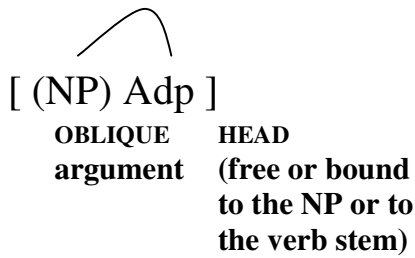 [ (NP) Adp ]
OBLIQUE HEAD
argument (free or bound
to the NP or to
the verb stem)